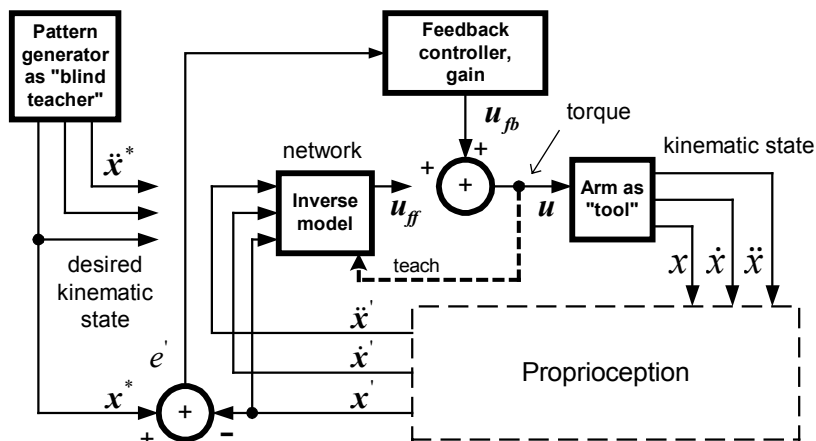 Pattern
generator
as "blind
teacher"
Feedback
controller,
gain
u_fb
torque
kinematic state
ẍ*
network
+
+
+
Inverse
model
u_ff
u
Arm as
"tool"
desired
kinematic
state
teach
x ẋ ẍ
ẍ'
e'
ẋ'
Proprioception
x*
x'
+
+
-